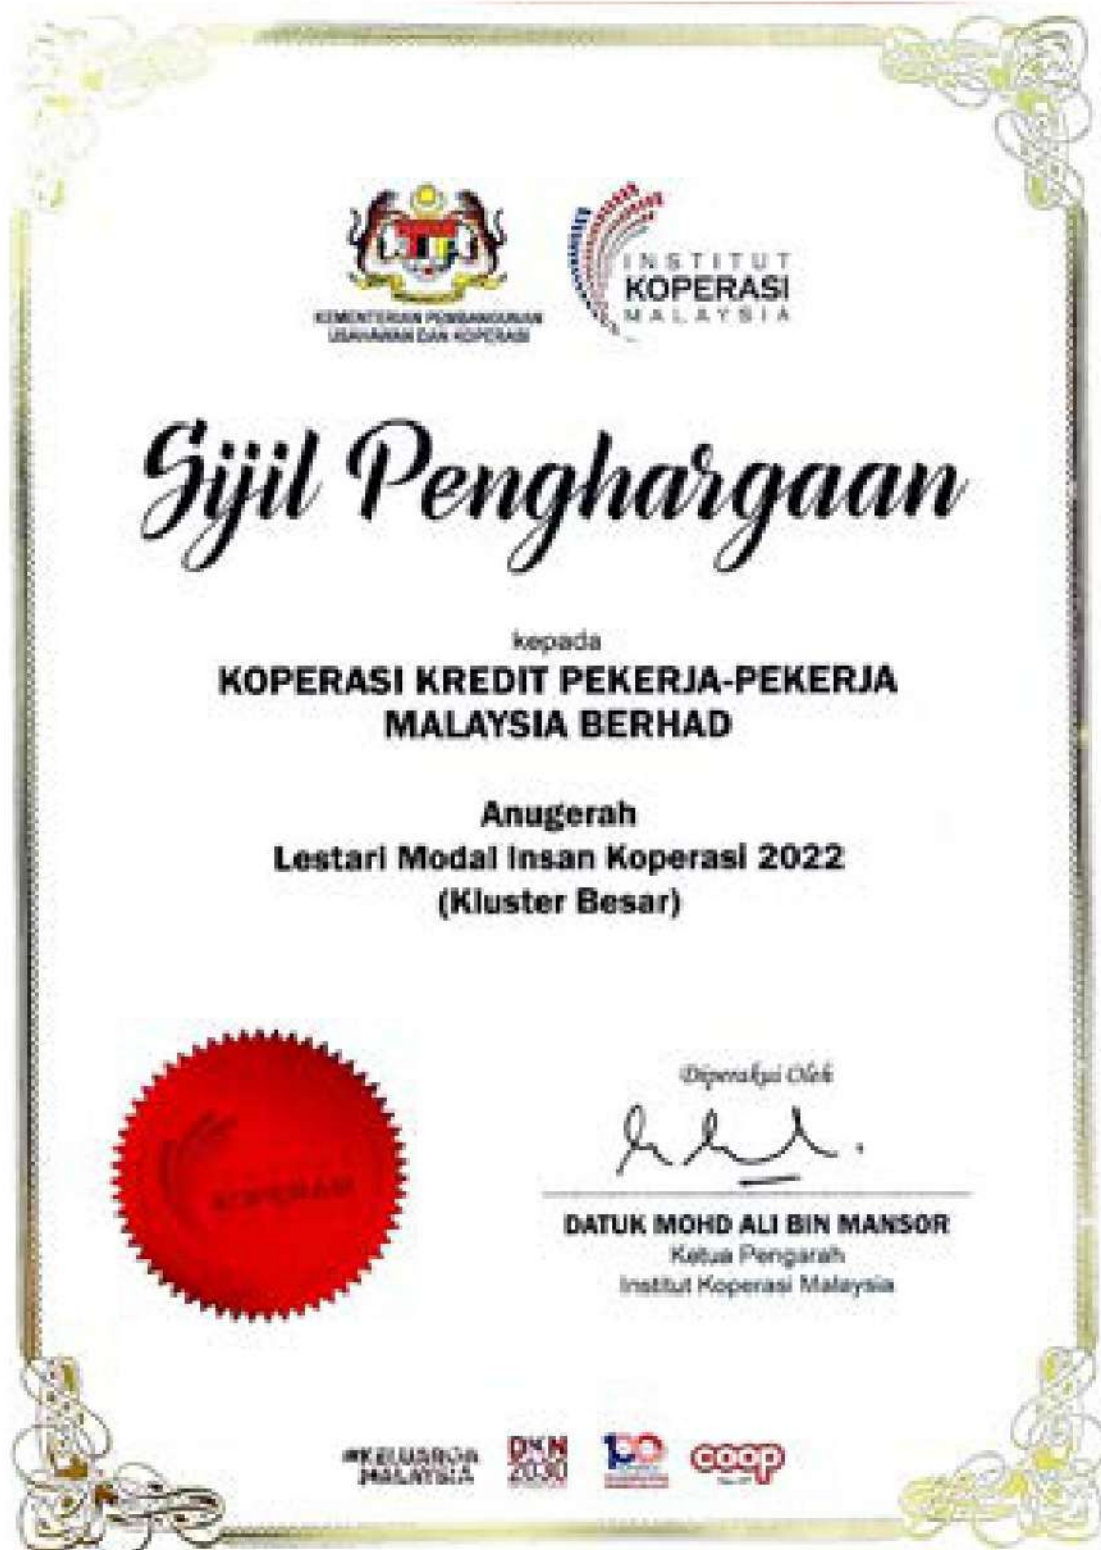 KEMENTERIAN PEMBANGUNAN
USAHAWAN DAN KOPERASI
INSTITUT
KOPERASI
MALAYSIA
Sijil Penghargaan
kepada
KOPERASI KREDIT PEKERJA-PEKERJA
MALAYSIA BERHAD
Anugerah
Lestari Modal Insan Koperasi 2022
(Kluster Besar)
KOPERASI
Diperakui Oleh
DATUK MOHD ALI BIN MANSOR
Ketua Pengarah
Institut Koperasi Malaysia
#KELUARGA
MALAYSIA
DKN
2030
100
coop